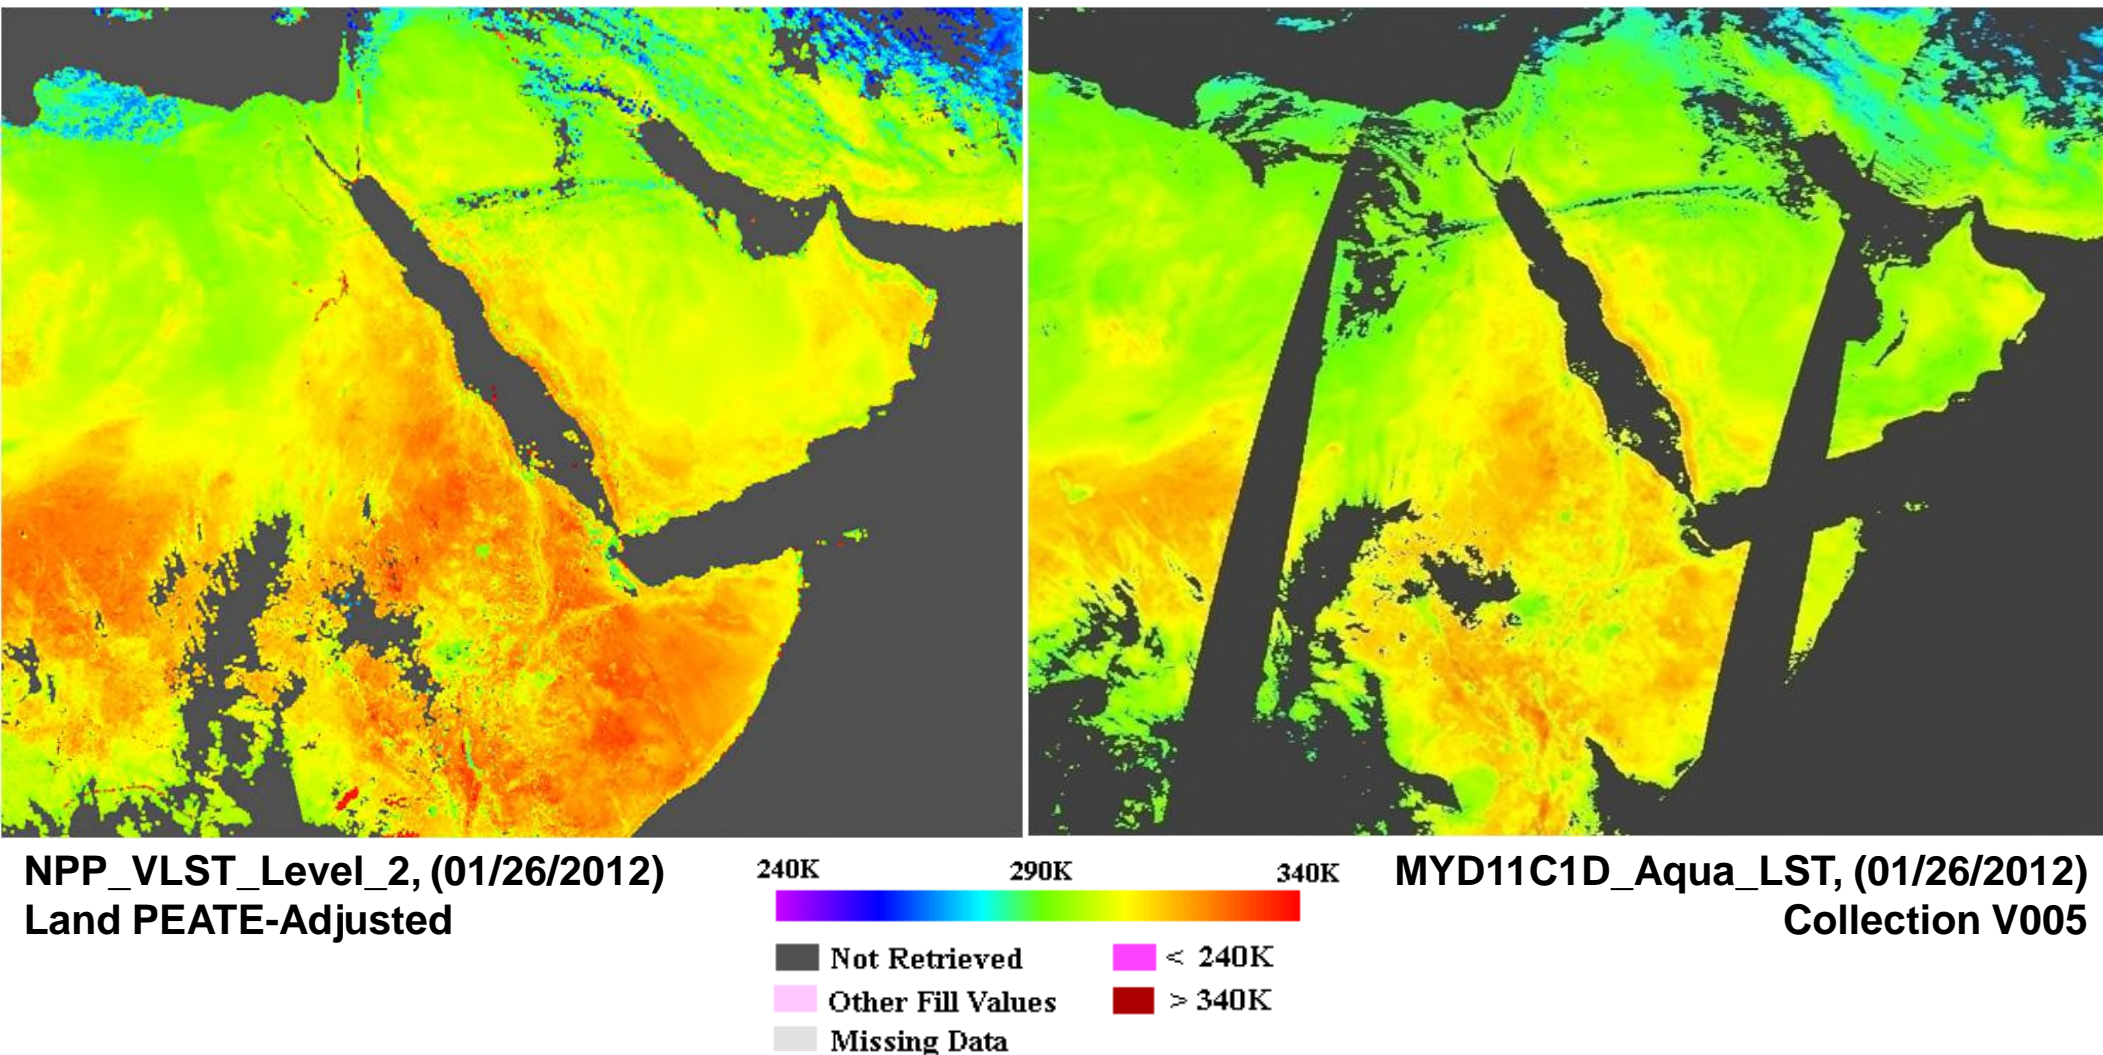 NPP_VLST_Level_2, (01/26/2012)
Land PEATE-Adjusted
240K 290K 340K
Not Retrieved
< 240K
Other Fill Values
> 340K
Missing Data
MYD11C1D_Aqua_LST, (01/26/2012)
Collection V005